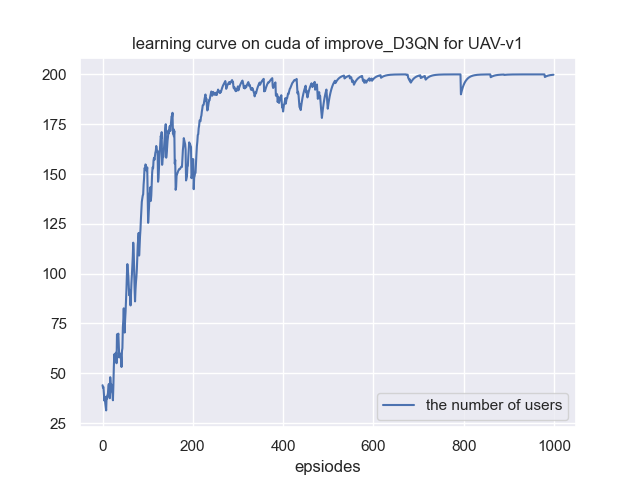 learning curve on cuda of improve_D3QN for UAV-v1
200
175
150
125
100
75
50
25
the number of users
0 200 400 600 800 1000
epsiodes